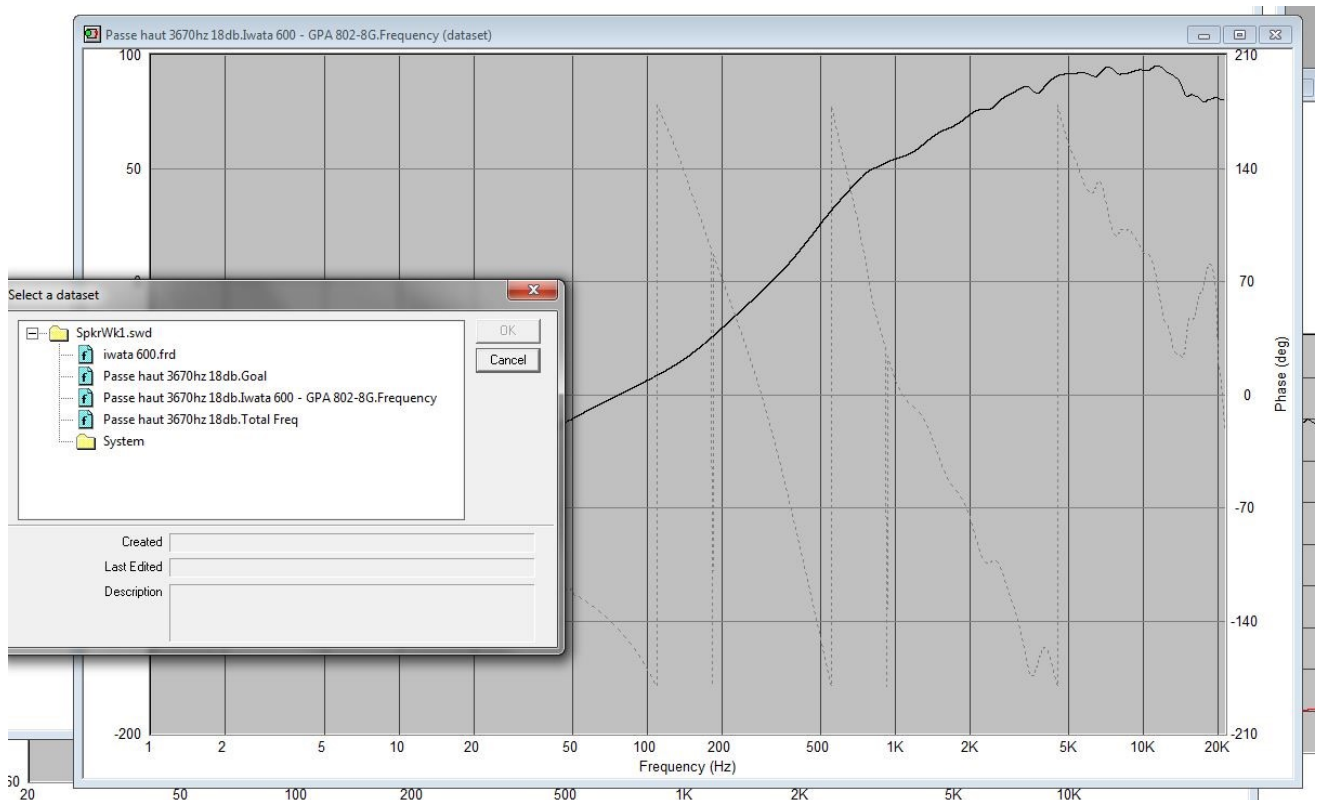 Passe haut 3670hz 18db.Iwata 600 - GPA 802-8G.Frequency (dataset)
100
210
50
140
70
0
-70
-140
-200
-210
Phase (deg)
1 2 5 10 20 50 100 200 500 1K 2K 5K 10K 20K
Frequency (Hz)
Select a dataset
SpkrWk1.swd
iwata 600.frd
Passe haut 3670hz 18db.Goal
Passe haut 3670hz 18db.Iwata 600 - GPA 802-8G.Frequency
Passe haut 3670hz 18db.Total Freq
System
OK
Cancel
Created
Last Edited
Description
20 50 100 200 500 1K 2K 5K 10K